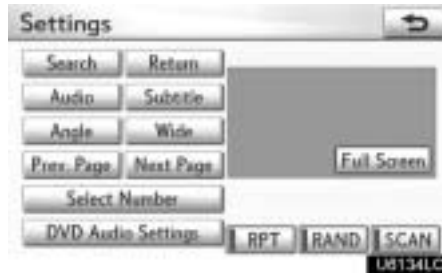 Settings
Search Return
Audio Subtitle
Angle Wide
Prev. Page Next Page
Full Screen
Select Number
DVD Audio Settings
RPT RAND SCAN
U8134LC